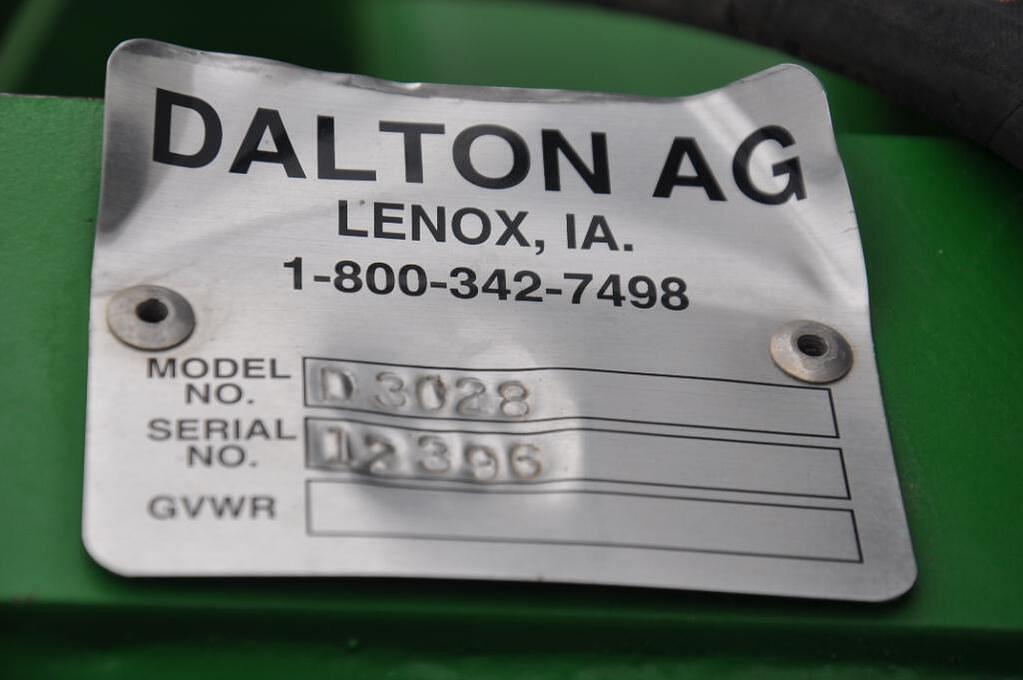 DALTON AG
LENOX, IA.
1-800-342-7498
MODEL NO. D3028
SERIAL NO. 12396
GVWR